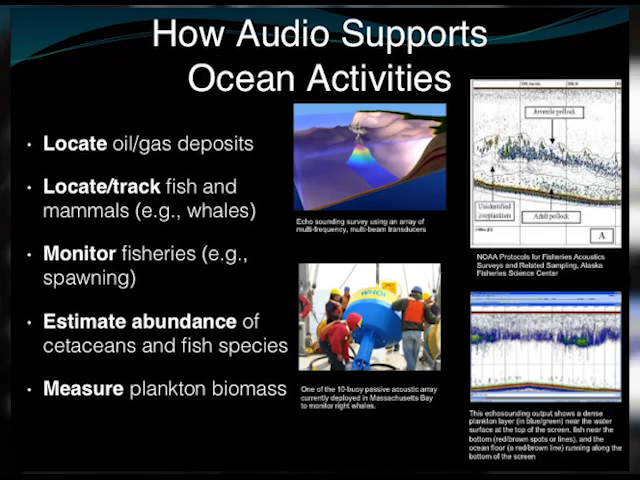 How Audio Supports
Ocean Activities
• Locate oil/gas deposits
• Locate/track fish and
mammals (e.g., whales)
• Monitor fisheries (e.g.,
spawning)
• Estimate abundance of
cetaceans and fish species
• Measure plankton biomass
Echo sounding survey using an array of
multi-frequency, multi-beam transducers
WHOI
One of the 10-buoy passive acoustic array
currently deployed in Massachusetts Bay
to monitor right whales.
Juvenile pollock
Unidentified
zooplankton
Adult pollock
A
NOAA Protocols for Fisheries Acoustics
Surveys and Related Sampling, Alaska
Fisheries Science Center
This echosounding output shows a dense
plankton layer (in blue/green) near the water
surface at the top of the screen, fish near the
bottom (red/brown spots or lines), and the
ocean floor (a red/brown line) running along the
bottom of the screen